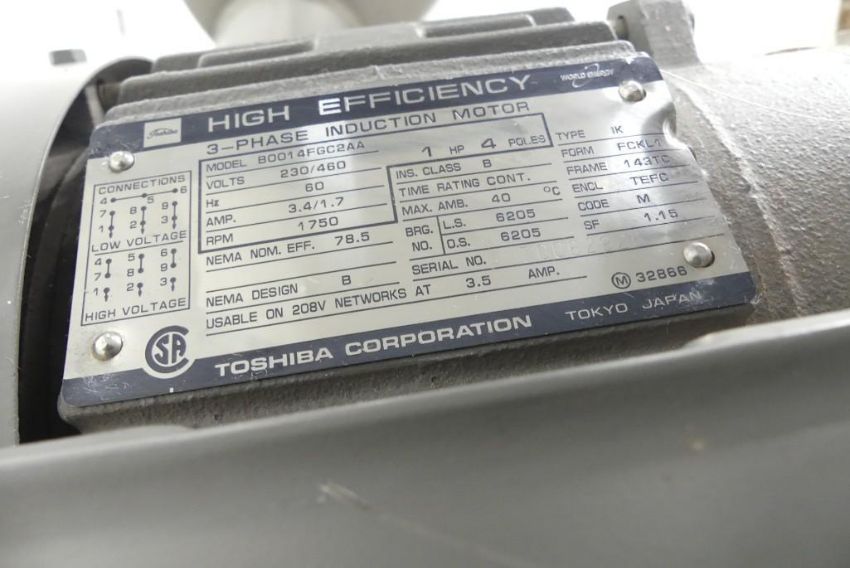 Toshiba
HIGH EFFICIENCY
WORLD ENERGY
3-PHASE INDUCTION MOTOR
MODEL B0014FGC2AA
VOLTS 230/460
Hz 60
AMP. 3.4/1.7
RPM 1750
NEMA NOM. EFF. 78.5
NEMA DESIGN B
USABLE ON 208V NETWORKS AT 3.5 AMP.
1 HP 4 POLES
INS. CLASS B
TIME RATING CONT.
MAX. AMB. 40 °C
BRG. NO.
L.S. 6205
O.S. 6205
SERIAL NO.
TYPE IK
FORM FCKL1
FRAME 143TC
ENCL TEFC
CODE M
SF 1.15
M 32866
CONNECTIONS
4 5 6
7 8 9
1 2 3
LOW VOLTAGE
4 5 6
7 8 9
1 2 3
HIGH VOLTAGE
SA
TOSHIBA CORPORATION TOKYO JAPAN